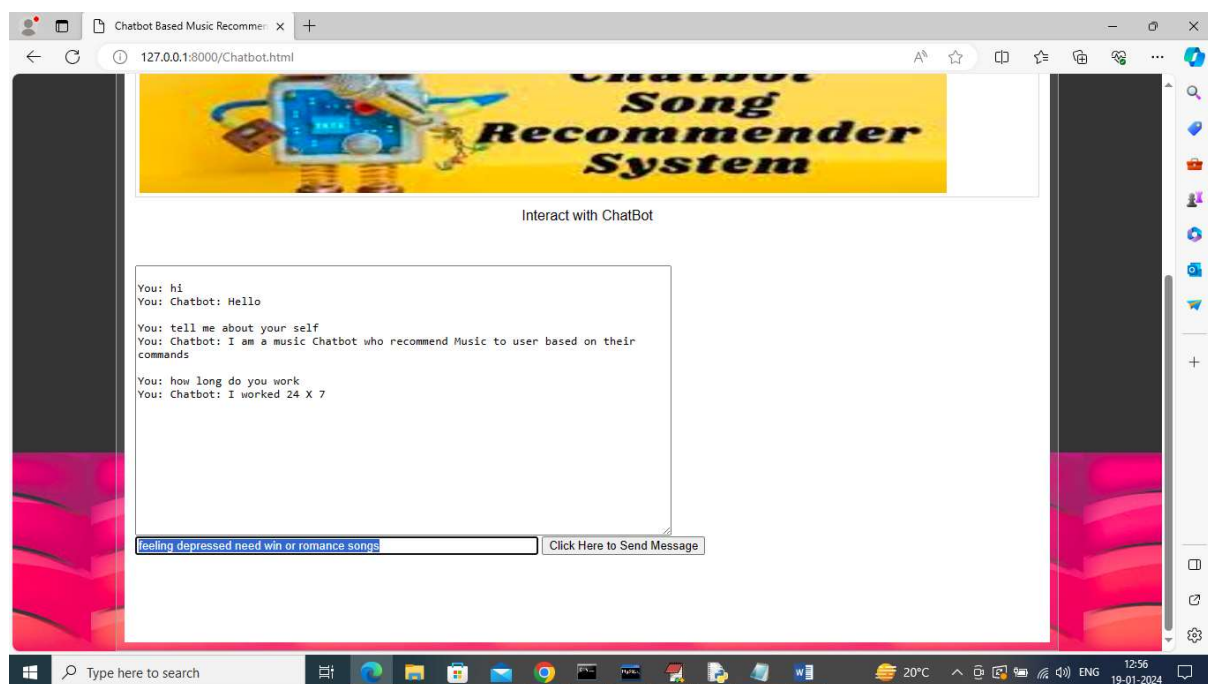 Chatbot Based Music Recommen
127.0.0.1:8000/Chatbot.html
Chatbot
Song
Recommender
System
Interact with ChatBot
You: hi
You: Chatbot: Hello
You: tell me about your self
You: Chatbot: I am a music Chatbot who recommend Music to user based on their
commands
You: how long do you work
You: Chatbot: I worked 24 X 7
feeling depressed need win or romance songs
Click Here to Send Message
Type here to search
20°C
ENG
12:56
19-01-2024